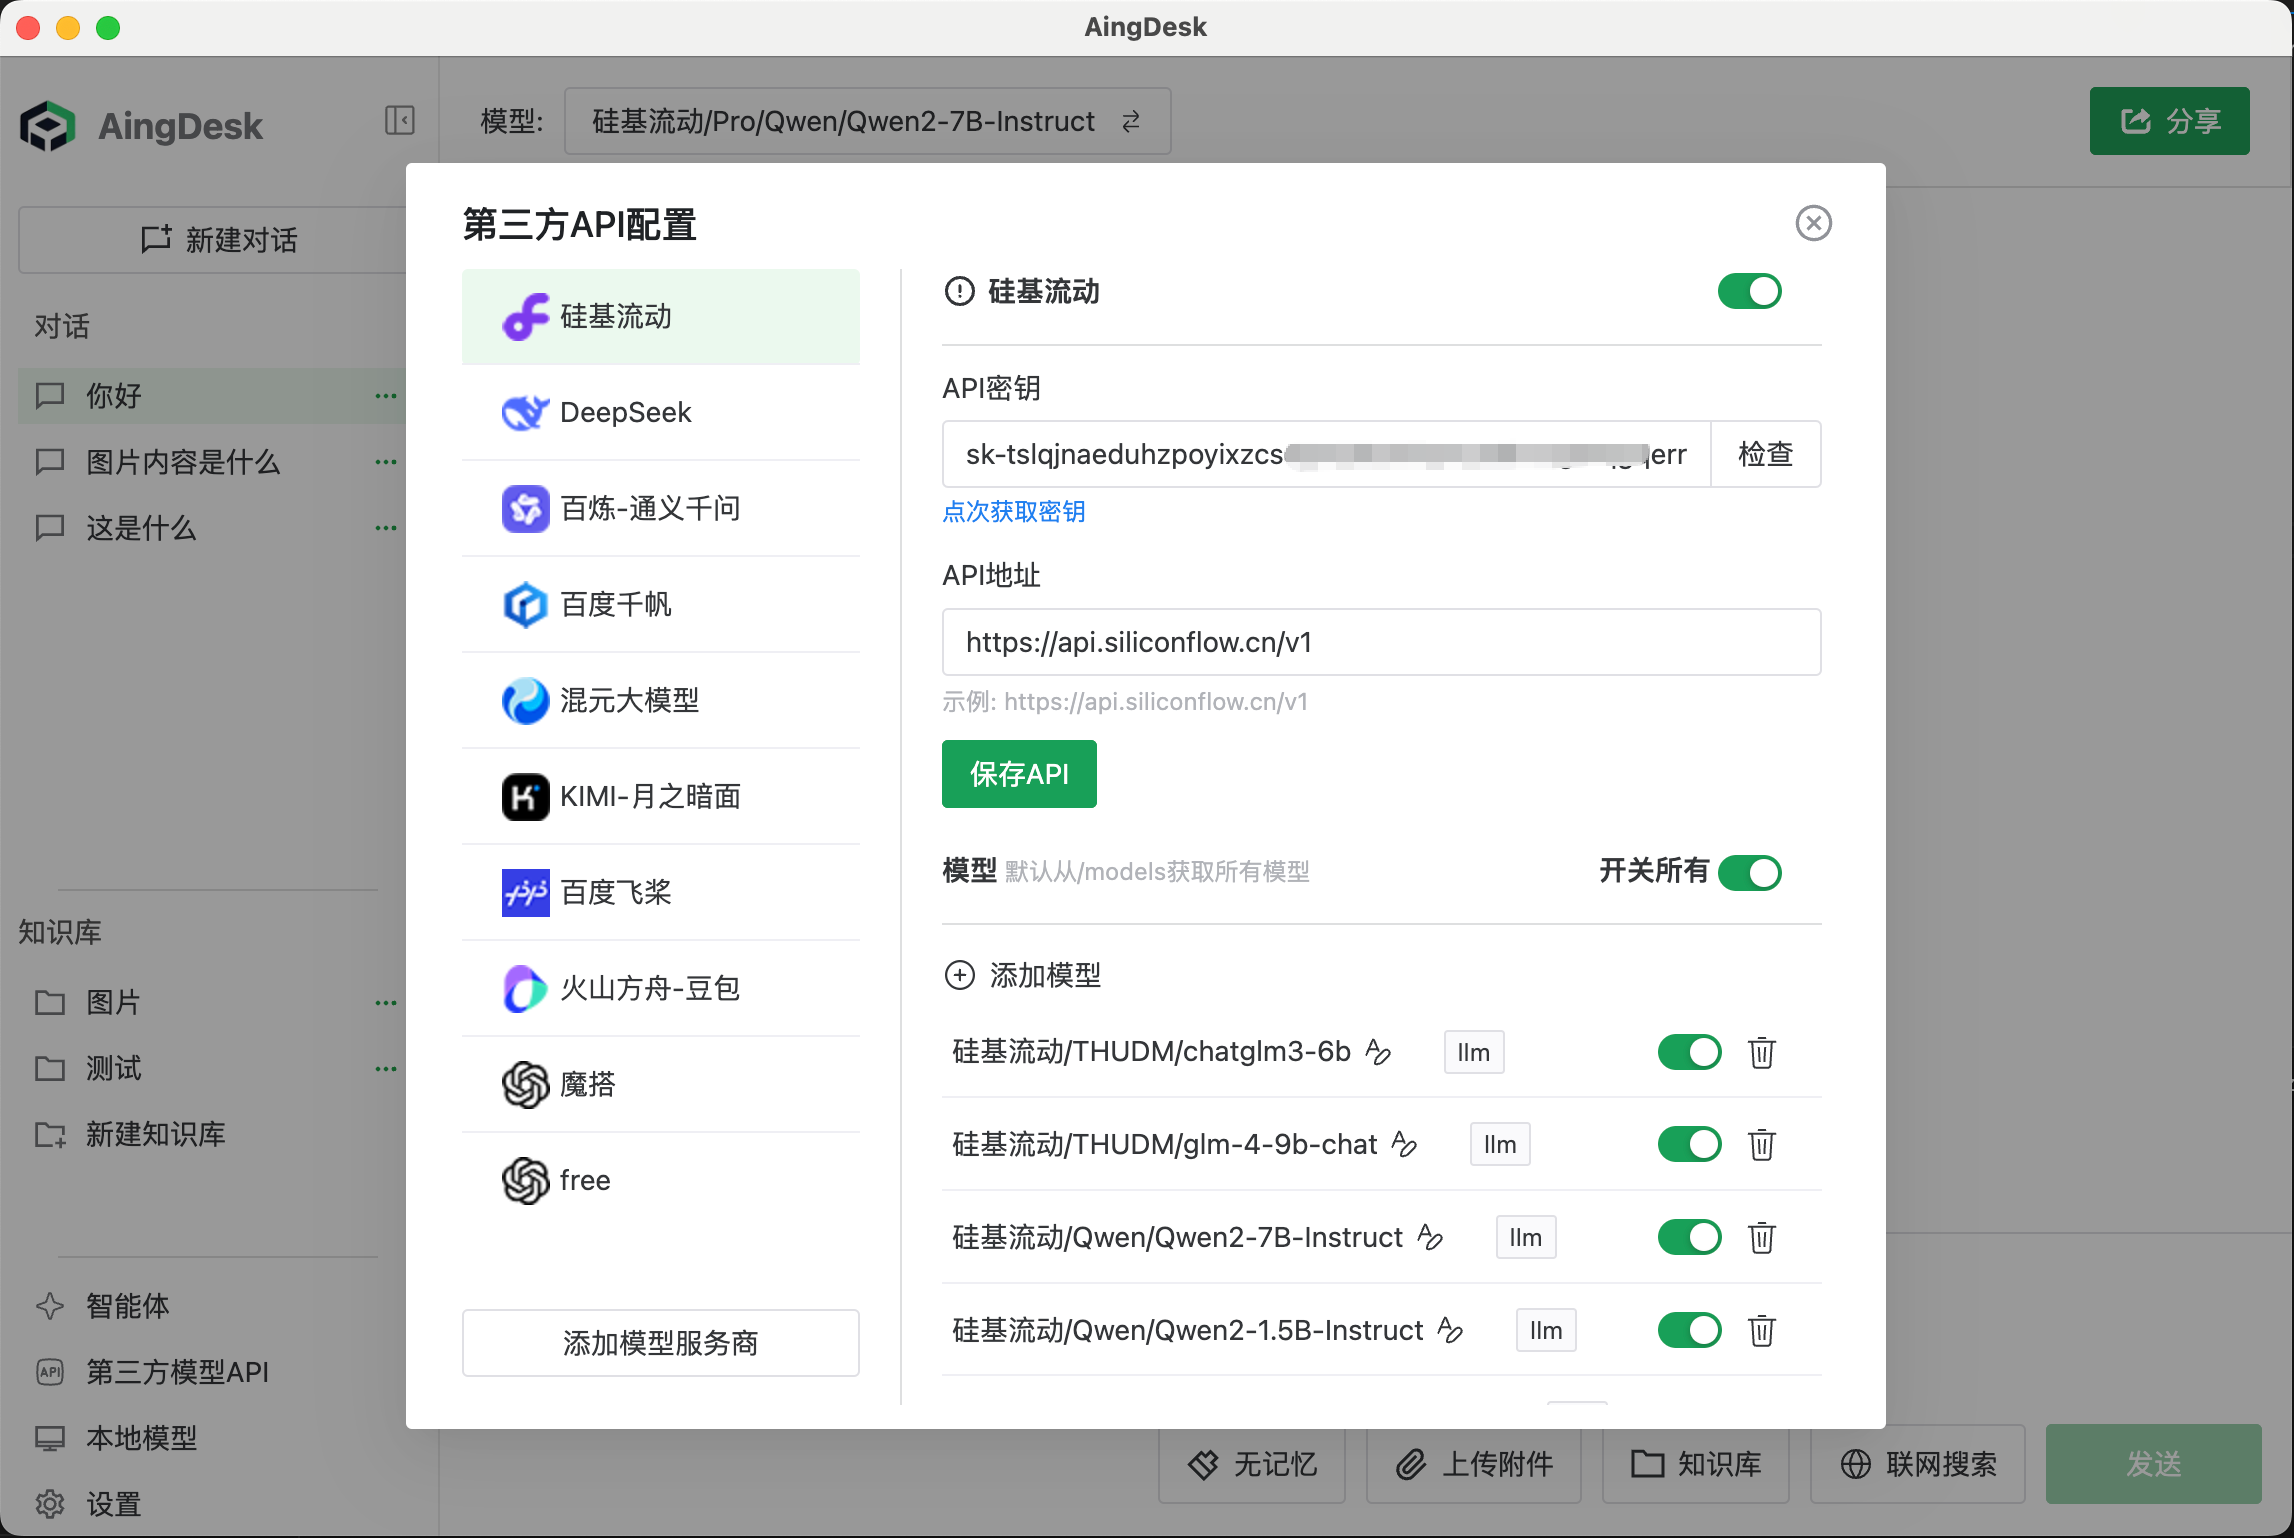 AingDesk
AingDesk
模型: 硅基流动/Pro/Qwen/Qwen2-7B-Instruct
分享
新建对话
对话
你好
图片内容是什么
这是什么
知识库
图片
测试
新建知识库
智能体
API 第三方模型API
本地模型
设置
第三方API配置
硅基流动
DeepSeek
百炼-通义千问
百度千帆
混元大模型
KIMI-月之暗面
百度飞桨
火山方舟-豆包
魔搭
free
添加模型服务商
硅基流动
API密钥
sk-tslqjnaeduhzpoyixzcs
err
检查
点次获取密钥
API地址
https://api.siliconflow.cn/v1
示例: https://api.siliconflow.cn/v1
保存API
模型 默认从/models获取所有模型 开关所有
添加模型
硅基流动/THUDM/chatglm3-6b llm
硅基流动/THUDM/glm-4-9b-chat llm
硅基流动/Qwen/Qwen2-7B-Instruct llm
硅基流动/Qwen/Qwen2-1.5B-Instruct llm
无记忆
上传附件
知识库
联网搜索
发送